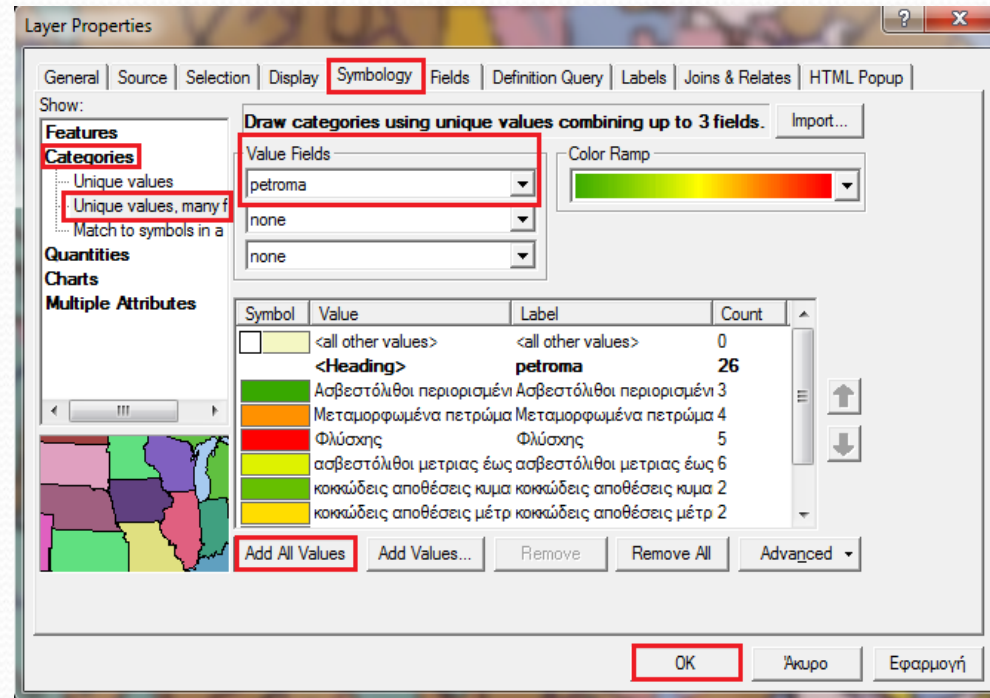 Layer Properties
General Source Selection Display Symbology Fields Definition Query Labels Joins & Relates HTML Popup
Show:
Features
Categories
Unique values
Unique values, many f
Match to symbols in a
Quantities
Charts
Multiple Attributes
Draw categories using unique values combining up to 3 fields.
Import...
Value Fields
petroma
none
none
Color Ramp
Symbol Value Label Count
<all other values> <all other values> 0
<Heading> petroma 26
Ασβεστόλιθοι περιορισμένι Ασβεστόλιθοι περιορισμένι 3
Μεταμορφωμένα πετρώμα Μεταμορφωμένα πετρώμα 4
Φλύσχης Φλύσχης 5
ασβεστόλιθοι μετριας έως ασβεστόλιθοι μετριας έως 6
κοκκώδεις αποθέσεις κυμα κοκκώδεις αποθέσεις κυμα 2
κοκκώδεις αποθέσεις μέτρ κοκκώδεις αποθέσεις μέτρ 2
Add All Values Add Values... Remove Remove All Advanced
OK Άκυρο Εφαρμογή